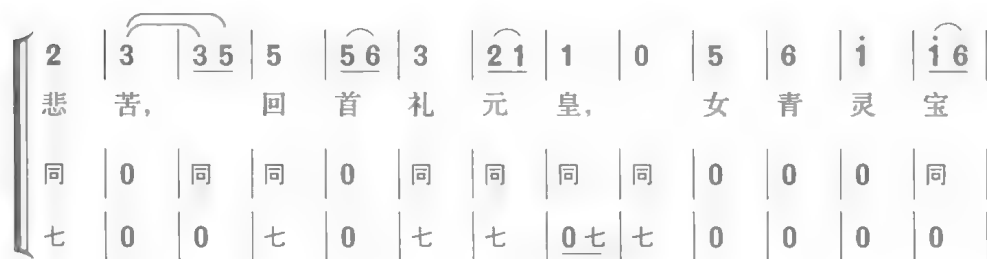 2 | 3 | 3 5 | 5 | 5 6 | 3 | 2 1 | 1 | 0 | 5 | 6 | i | i 6 |
悲 苦, 回 首 礼 元 皇, 女 青 灵 宝
同 | 0 | 同 | 同 | 0 | 同 | 同 | 同 | 同 | 0 | 0 | 0 | 同 |
七 | 0 | 0 | 七 | 0 | 七 | 七 | 0 七 | 七 | 0 | 0 | 0 | 0 |